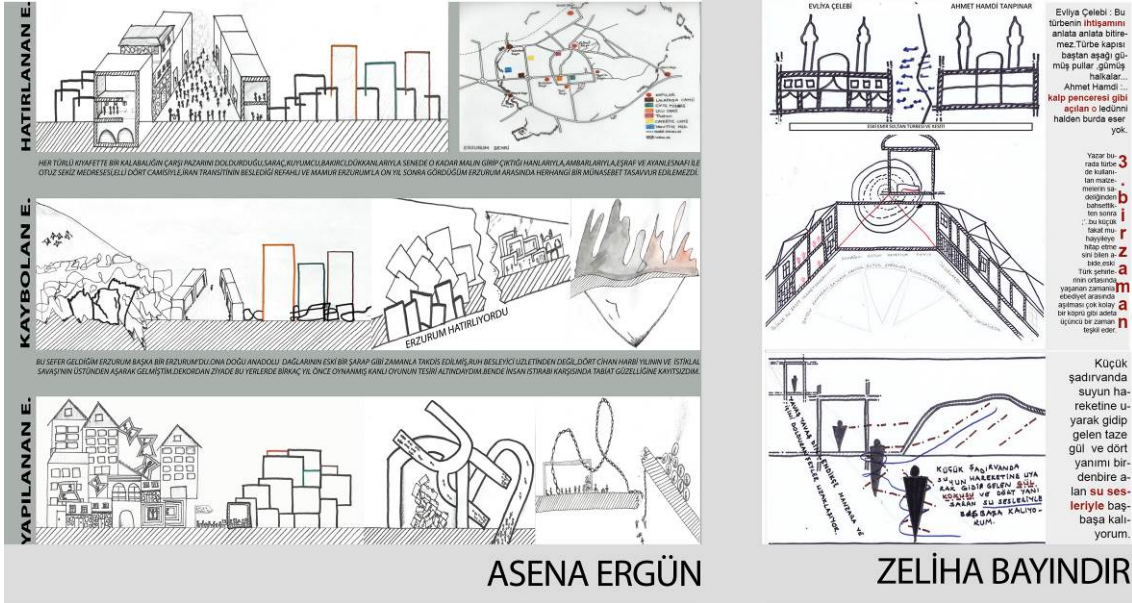 HATIRLANAN E.
ERZURUM ŞEHRİ
HER TÜRLÜ KIYAFETTE BİR KALABALIĞIN ÇARŞI PAZARINI DOLDURDUĞU,SARAÇ,KUYUMCU,BAKIRCI,DÜKKANLARIYLA SENEDE O KADAR MALIN GİRİP ÇIKTIĞI HANLARIYLA,AMBARLARIYLA,EŞRAF VE AYANI,ESNAFI İLE
OTUZ SEKİZ MEDRESESİ,ELLİ DÖRT CAMİSİYLE,İRAN TRANSİTİNİN BESLEDİĞİ REFAHLI VE MAMUR ERZURUM'LA ON YIL SONRA GÖRDÜĞÜM ERZURUM ARASINDA HERHANGİ BİR MÜNASEBET TASAVVUR EDİLEMEZDİ.
KAYBOLAN E.
ERZURUM HATIRLIYORDU
BU SEFER GELDİĞİM ERZURUM BAŞKA BİR ERZURUM'DU.ONA DOĞU ANADOLU DAĞLARININ ESKİ BİR ŞARAP GİBİ ZAMANLA TAKDİS EDİLMİŞ,RUH BESLEYİCİ UZLETİNDEN DEĞİL,DÖRT CİHAN HARBİ YILININ VE İSTİKLAL
SAVAŞI'NIN ÜSTÜNDEN AŞARAK GELMİŞTİM.DEKORDAN ZİYADE BU YERLERDE BİRKAÇ YIL ÖNCE OYNANMIŞ KANLI OYUNUN TESİRİ ALTINDAYDIM.BENDE İNSAN ISTIRABI KARŞISINDA TABİAT GÜZELLİĞİNE KAYITSIZDIM.
YAPILANAN E.
ASENA ERGÜN
EVLİYA ÇELEBİ
AHMET HAMDİ TANPINAR
Evliya Çelebi : Bu
türbenin ihtişamını
anlata anlata bitire-
mez.Türbe kapısı
baştan aşağı gü-
müş pullar ,gümüş
halkalar...
Ahmet Hamdi :..
kalp penceresi gibi
açılan o ledünni
halden burda eser
yok.
Yazar bu-
rada türbe
de kullanı-
lan malze-
melerin sa-
deliğinden
bahsettik-
ten sonra
;'..bu küçük
fakat mu-
hayyileye
hitap etme
sini bilen a-
bide,eski
Türk şehirle-
rinin ortasında
yaşanan zamanla
ebediyet arasında
aşılması çok kolay
bir köprü gibi adeta
üçüncü bir zaman
teşkil eder.
3.birzaman
KÜÇÜK ŞADIRVANDA
SUYUN HAREKETİNE UYA
RAK GİDİP GELEN GÜL
KOKUSU VE DÖRT YANI
SARAN SU SESLERİYLE
BAŞ BAŞA KALIYO-
RUM.
Küçük
şadırvanda
suyun ha-
reketine u-
yarak gidip
gelen taze
gül ve dört
yanımı bir-
denbire a-
lan su ses-
leriyle baş-
başa kalı-
yorum.
ZELİHA BAYINDIR